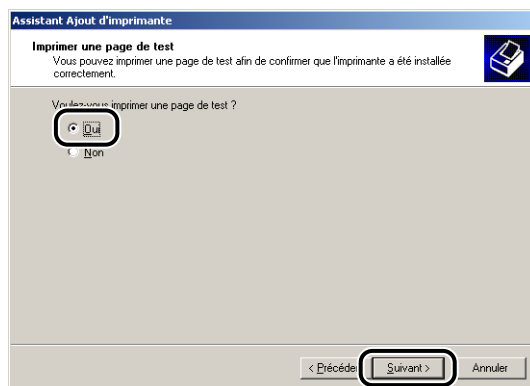 Assistant Ajout d'imprimante
Imprimer une page de test
Vous pouvez imprimer une page de test afin de confirmer que l'imprimante a été installée
correctement.
Voulez-vous imprimer une page de test ?
Oui
Non
< Précéde
Suivant >
Annuler